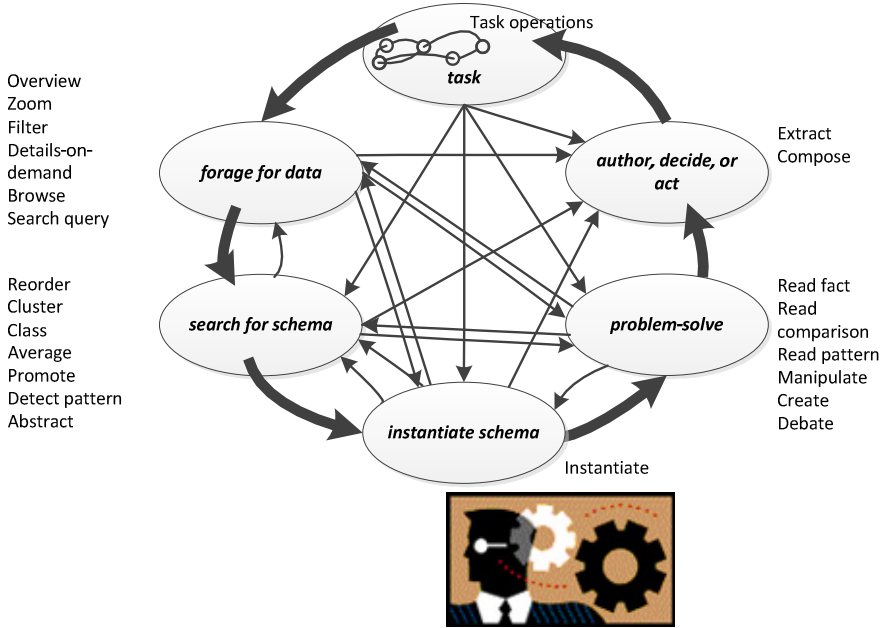 Task operations
task
Overview
Zoom
Filter
Details-on-
demand
Browse
Search query
forage for data
author, decide, or
act
Extract
Compose
Reorder
Cluster
Class
Average
Promote
Detect pattern
Abstract
search for schema
problem-solve
Read fact
Read
comparison
Read pattern
Manipulate
Create
Debate
instantiate schema
Instantiate